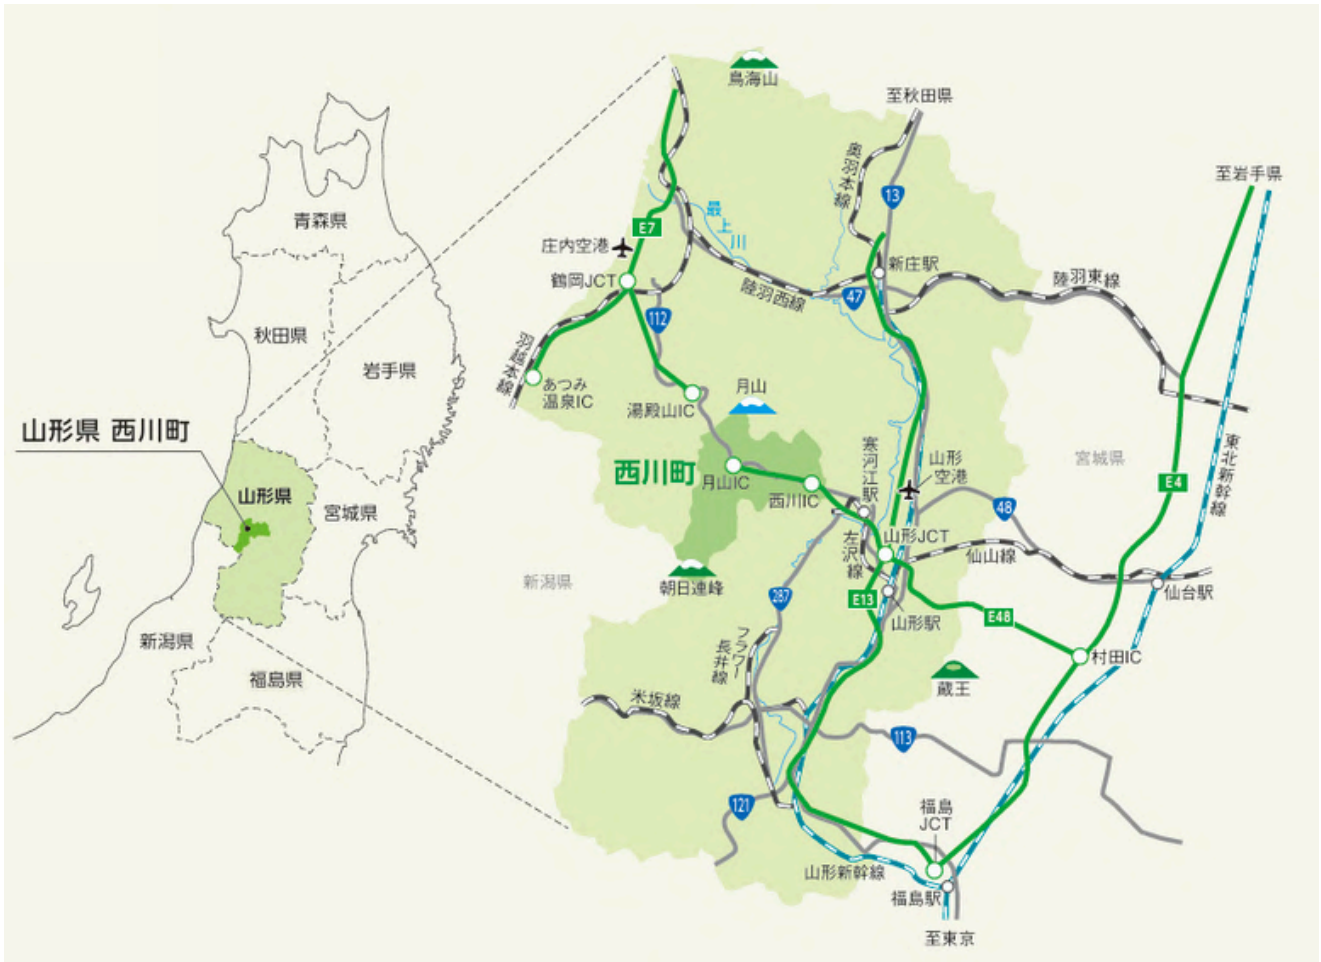 青森県
秋田県
岩手県
山形県 西川町
山形県
宮城県
新潟県
福島県
鳥海山
至秋田県
奥羽本線
13
至岩手県
最上川
E7
庄内空港
鶴岡JCT
新庄駅
陸羽西線
47
陸羽東線
112
羽越本線
あつみ
温泉IC
湯殿山IC
月山
西川町
月山IC
西川IC
寒河江駅
山形
空港
宮城県
東北新幹線
E4
48
山形JCT
左沢線
仙山線
新潟県
朝日連峰
287
E13
山形駅
E48
仙台駅
フラワー
長井線
村田IC
蔵王
米坂線
113
121
福島
JCT
山形新幹線
福島駅
至東京